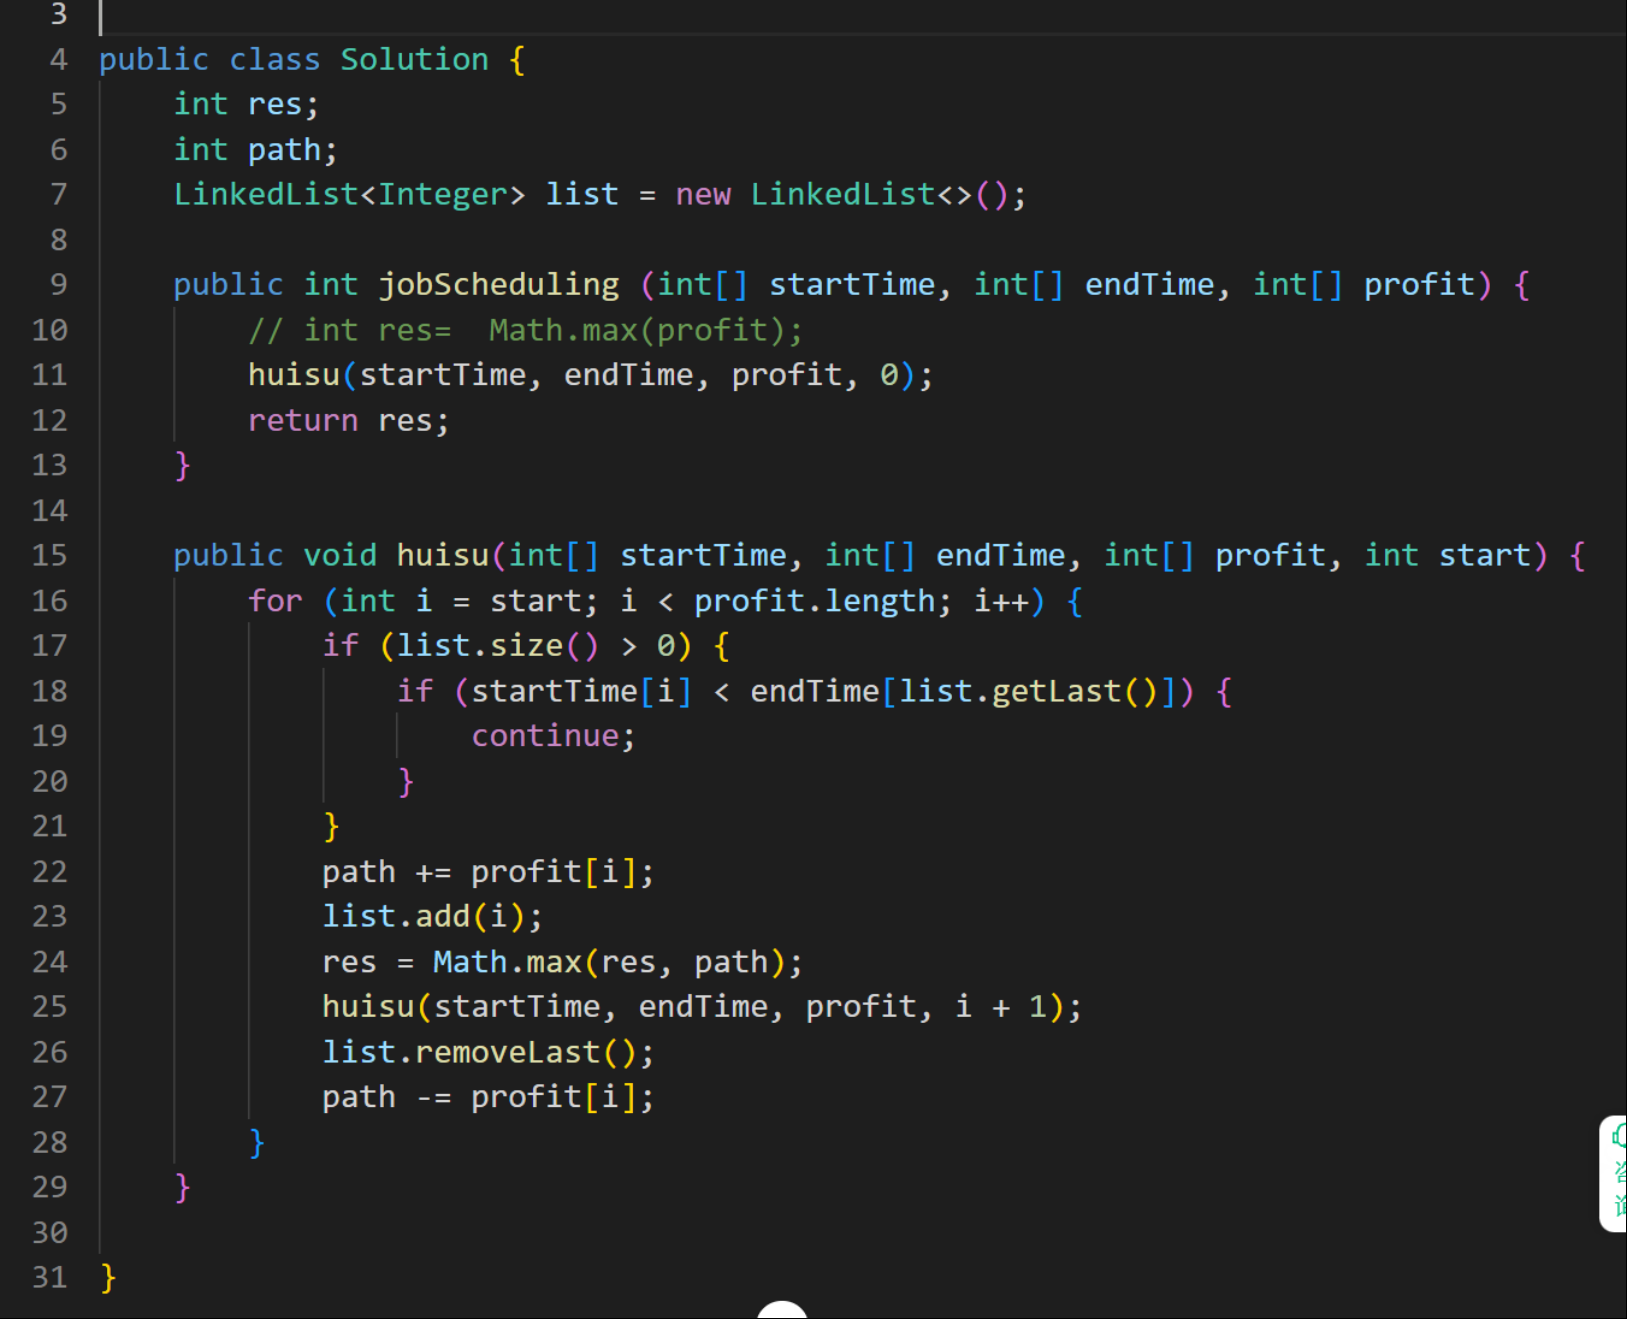 3
4 public class Solution {
5     int res;
6     int path;
7     LinkedList<Integer> list = new LinkedList<>();
8
9     public int jobScheduling (int[] startTime, int[] endTime, int[] profit) {
10         // int res=  Math.max(profit);
11         huisu(startTime, endTime, profit, 0);
12         return res;
13     }
14
15     public void huisu(int[] startTime, int[] endTime, int[] profit, int start) {
16         for (int i = start; i < profit.length; i++) {
17             if (list.size() > 0) {
18                 if (startTime[i] < endTime[list.getLast()]) {
19                     continue;
20                 }
21             }
22             path += profit[i];
23             list.add(i);
24             res = Math.max(res, path);
25             huisu(startTime, endTime, profit, i + 1);
26             list.removeLast();
27             path -= profit[i];
28         }
29     }
30
31 }